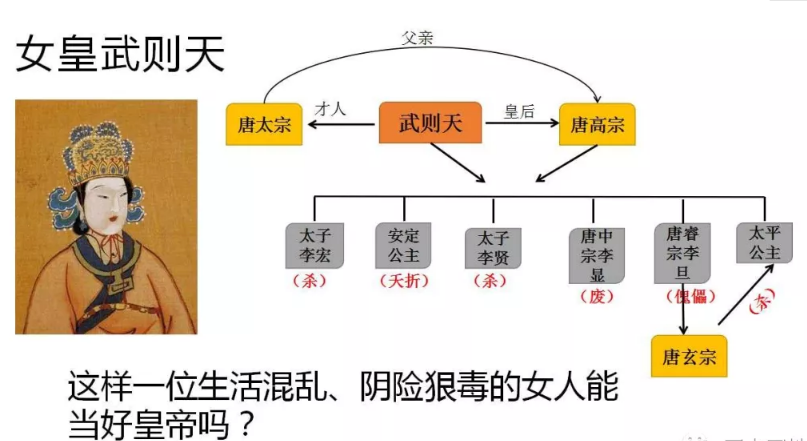 女皇武则天
父亲
唐太宗
才人
武则天
皇后
唐高宗
太子
李宏
(杀)
安定
公主
(夭折)
太子
李贤
(杀)
唐中
宗李
显
(废)
唐睿
宗李
旦
(傀儡)
太平
公主
(杀)
唐玄宗
这样一位生活混乱、阴险狠毒的女人能
当好皇帝吗？